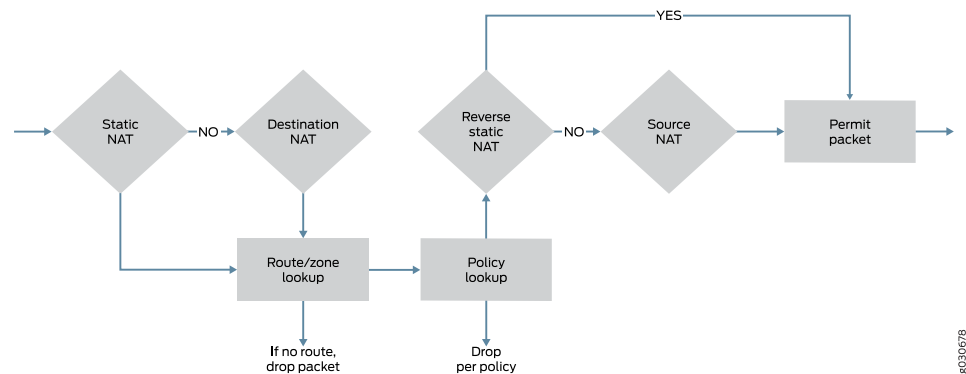 YES
Static
NAT
NO
Destination
NAT
Reverse
static
NAT
NO
Source
NAT
Permit
packet
Route/zone
lookup
Policy
lookup
If no route,
drop packet
Drop
per policy
g030678